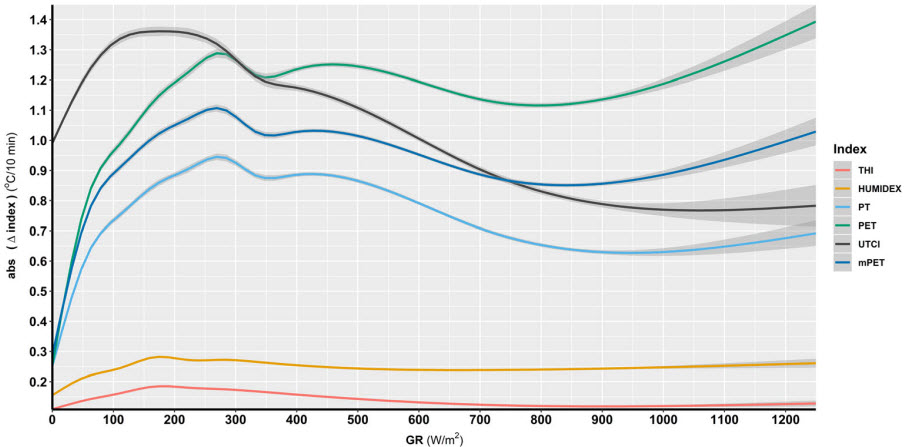 1.4
1.3
1.2
1.1
1.0
0.9
0.8
0.7
0.6
0.5
0.4
0.3
0.2
abs ( Δ index ) (°C/10 min)
0 100 200 300 400 500 600 700 800 900 1000 1100 1200
GR (W/m²)
Index
THI
HUMIDEX
PT
PET
UTCI
mPET